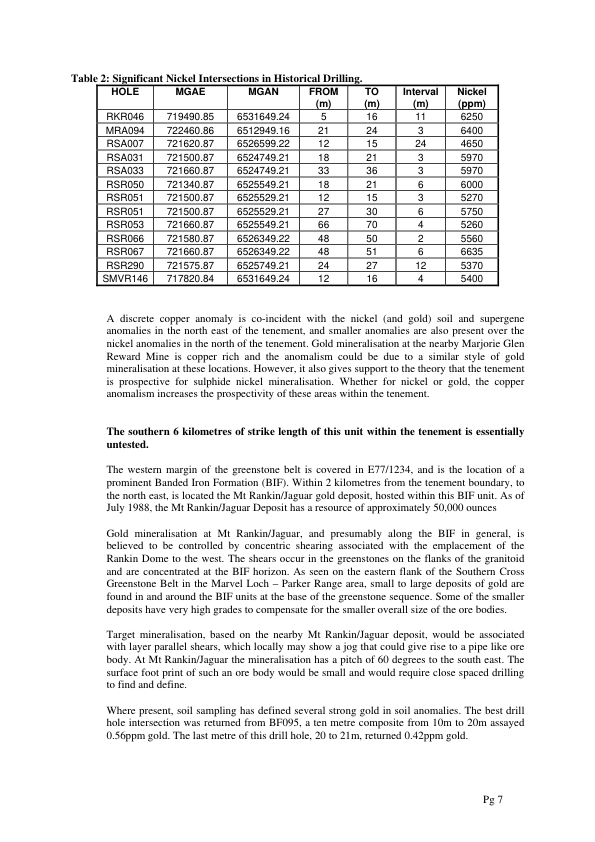 Table 2: Significant Nickel Intersections in Historical Drilling.
HOLE MGAE MGAN FROM (m) TO (m) Interval (m) Nickel (ppm)
RKR046 719490.85 6531649.24 5 16 11 6250
MRA094 722460.86 6512949.16 21 24 3 6400
RSA007 721620.87 6526599.22 12 15 24 4650
RSA031 721500.87 6524749.21 18 21 3 5970
RSA033 721660.87 6524749.21 33 36 3 5970
RSR050 721340.87 6525549.21 18 21 6 6000
RSR051 721500.87 6525529.21 12 15 3 5270
RSR051 721500.87 6525529.21 27 30 6 5750
RSR053 721660.87 6525549.21 66 70 4 5260
RSR066 721580.87 6526349.22 48 50 2 5560
RSR067 721660.87 6526349.22 48 51 6 6635
RSR290 721575.87 6525749.21 24 27 12 5370
SMVR146 717820.84 6531649.24 12 16 4 5400
A discrete copper anomaly is co-incident with the nickel (and gold) soil and supergene
anomalies in the north east of the tenement, and smaller anomalies are also present over the
nickel anomalies in the north of the tenement. Gold mineralisation at the nearby Marjorie Glen
Reward Mine is copper rich and the anomalism could be due to a similar style of gold
mineralisation at these locations. However, it also gives support to the theory that the tenement
is prospective for sulphide nickel mineralisation. Whether for nickel or gold, the copper
anomalism increases the prospectivity of these areas within the tenement.
The southern 6 kilometres of strike length of this unit within the tenement is essentially
untested.
The western margin of the greenstone belt is covered in E77/1234, and is the location of a
prominent Banded Iron Formation (BIF). Within 2 kilometres from the tenement boundary, to
the north east, is located the Mt Rankin/Jaguar gold deposit, hosted within this BIF unit. As of
July 1988, the Mt Rankin/Jaguar Deposit has a resource of approximately 50,000 ounces
Gold mineralisation at Mt Rankin/Jaguar, and presumably along the BIF in general, is
believed to be controlled by concentric shearing associated with the emplacement of the
Rankin Dome to the west. The shears occur in the greenstones on the flanks of the granitoid
and are concentrated at the BIF horizon. As seen on the eastern flank of the Southern Cross
Greenstone Belt in the Marvel Loch – Parker Range area, small to large deposits of gold are
found in and around the BIF units at the base of the greenstone sequence. Some of the smaller
deposits have very high grades to compensate for the smaller overall size of the ore bodies.
Target mineralisation, based on the nearby Mt Rankin/Jaguar deposit, would be associated
with layer parallel shears, which locally may show a jog that could give rise to a pipe like ore
body. At Mt Rankin/Jaguar the mineralisation has a pitch of 60 degrees to the south east. The
surface foot print of such an ore body would be small and would require close spaced drilling
to find and define.
Where present, soil sampling has defined several strong gold in soil anomalies. The best drill
hole intersection was returned from BF095, a ten metre composite from 10m to 20m assayed
0.56ppm gold. The last metre of this drill hole, 20 to 21m, returned 0.42ppm gold.
Pg 7